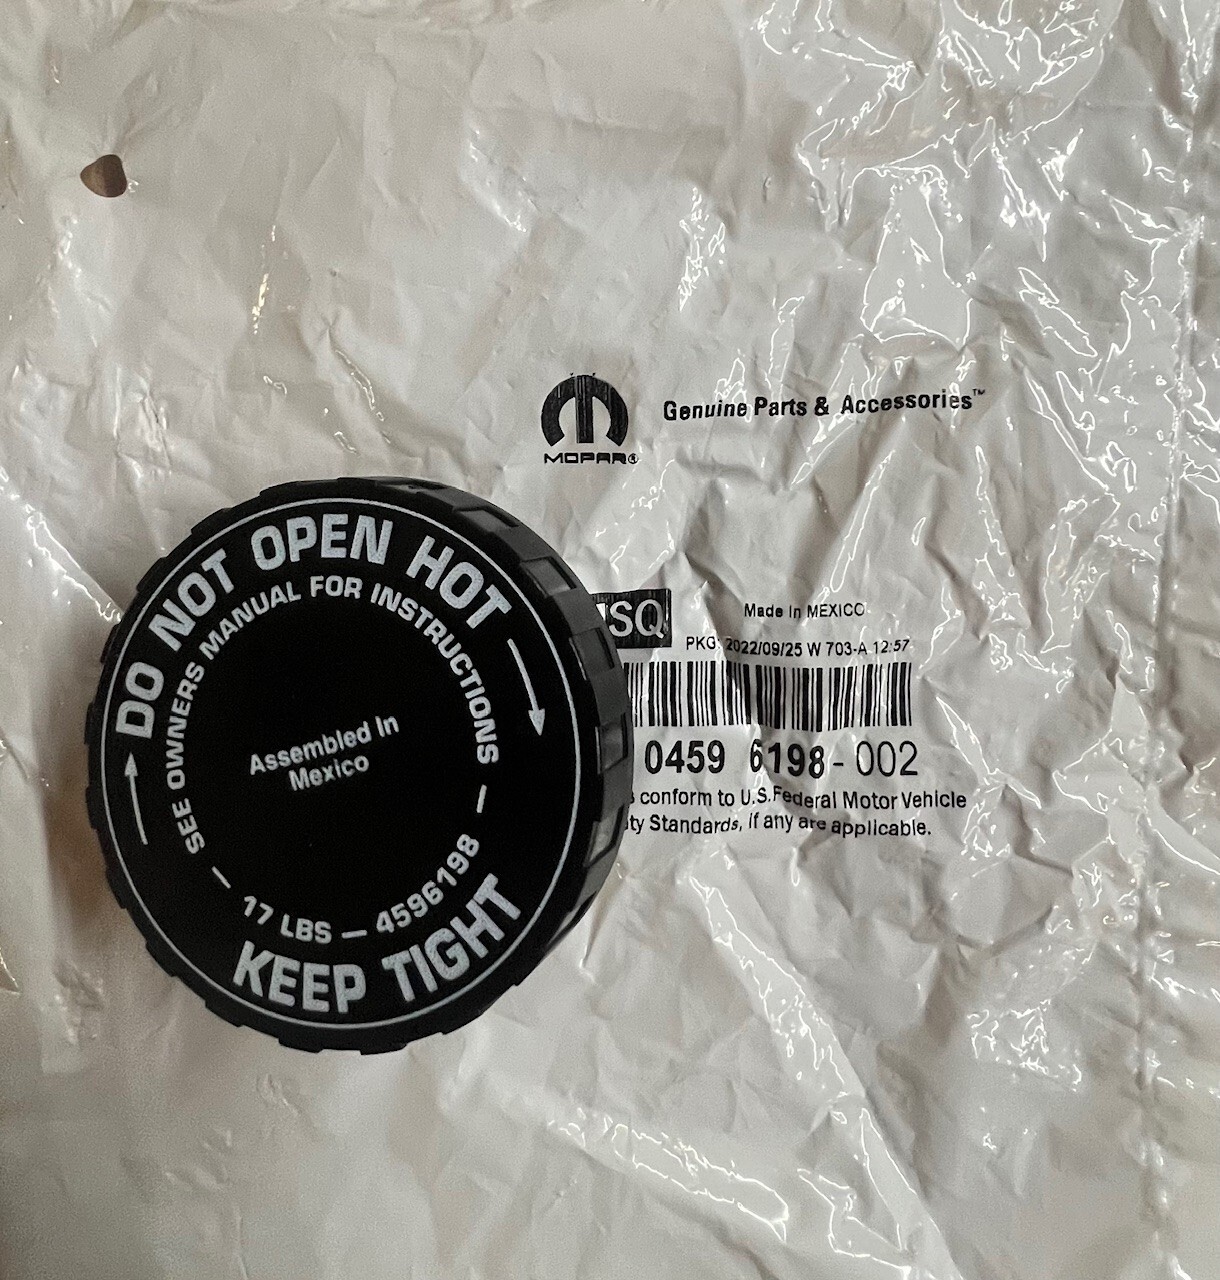 MOPAR®
Genuine Parts & Accessories™
SQ
Made In MEXICO
PKG: 2022/09/25 W 703-A 12:57
0459 6198-002
conform to U.S. Federal Motor Vehicle
Standards, if any are applicable.
DO NOT OPEN HOT
SEE OWNERS MANUAL FOR INSTRUCTIONS
Assembled In
Mexico
— 17 LBS — 4596198 —
KEEP TIGHT